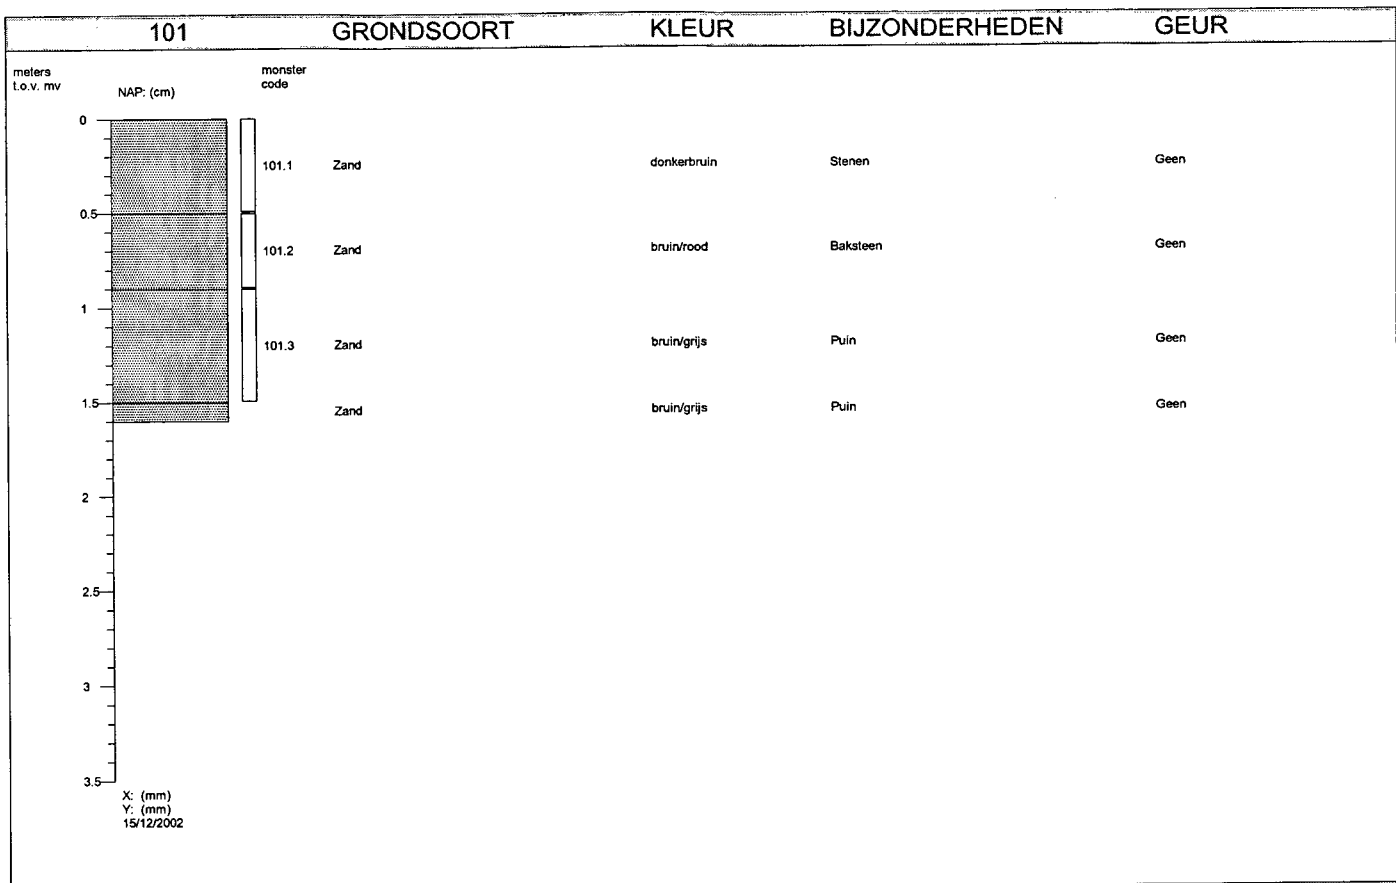 101 GRONDSOORT KLEUR BIJZONDERHEDEN GEUR
meters
t.o.v. mv
NAP: (cm)
monster
code
0
101.1 Zand donkerbruin Stenen Geen
0.5
101.2 Zand bruin/rood Baksteen Geen
1
101.3 Zand bruin/grijs Puin Geen
1.5
Zand bruin/grijs Puin Geen
2
2.5
3
3.5
X: (mm)
Y: (mm)
15/12/2002